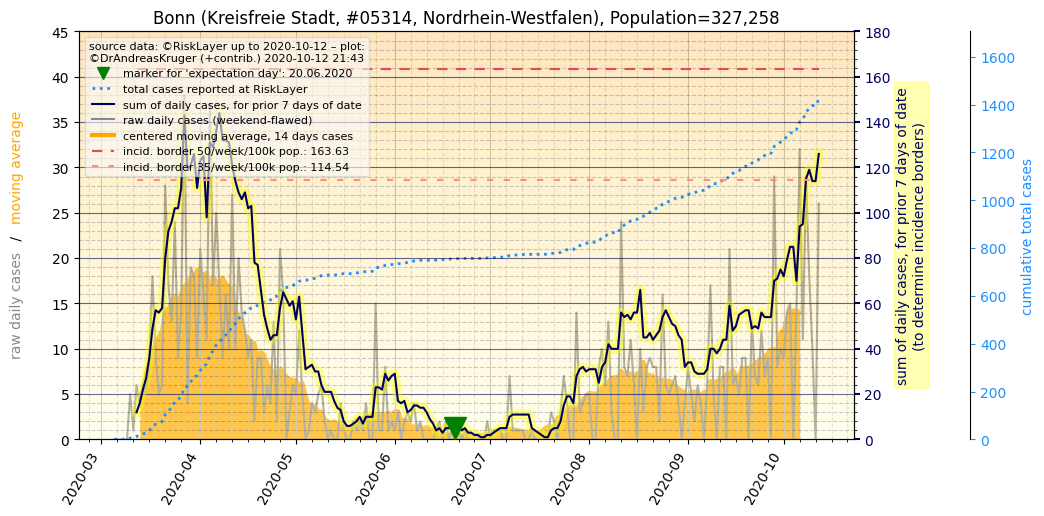 Bonn (Kreisfreie Stadt, #05314, Nordrhein-Westfalen), Population=327,258
source data: ©RiskLayer up to 2020-10-12 – plot:
©DrAndreasKruger (+contrib.) 2020-10-12 21:43
marker for 'expectation day': 20.06.2020
total cases reported at RiskLayer
sum of daily cases, for prior 7 days of date
raw daily cases (weekend-flawed)
centered moving average, 14 days cases
incid. border 50/week/100k pop.: 163.63
incid. border 35/week/100k pop.: 114.54
raw daily cases / moving average
45
40
35
30
25
20
15
10
5
0
180
160
140
120
100
80
60
40
20
0
sum of daily cases, for prior 7 days of date
(to determine incidence borders)
1600
1400
1200
1000
800
600
400
200
0
cumulative total cases
2020-03
2020-04
2020-05
2020-06
2020-07
2020-08
2020-09
2020-10